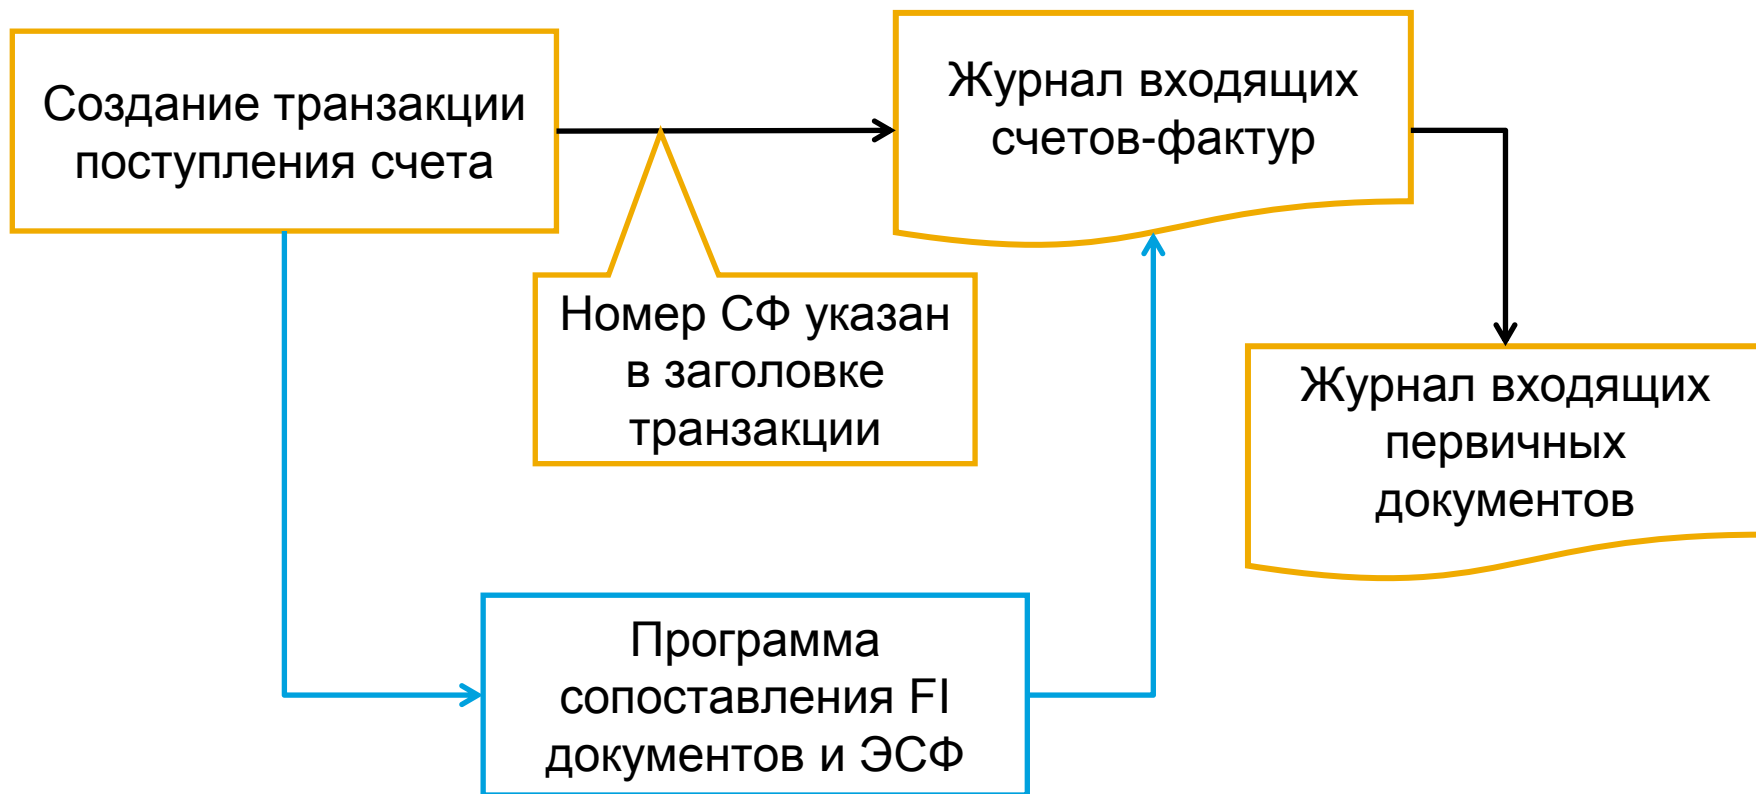 Создание транзакции
поступления счета
Журнал входящих
счетов-фактур
Номер СФ указан
в заголовке
транзакции
Журнал входящих
первичных
документов
Программа
сопоставления FI
документов и ЭСФ